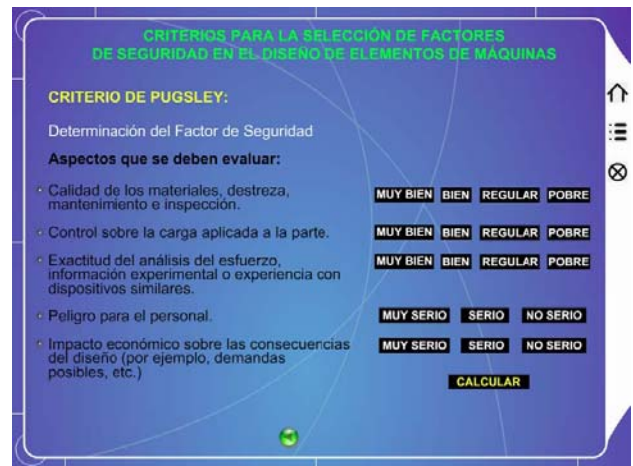 CRITERIOS PARA LA SELECCIÓN DE FACTORES
DE SEGURIDAD EN EL DISEÑO DE ELEMENTOS DE MÁQUINAS
CRITERIO DE PUGSLEY:
Determinación del Factor de Seguridad
Aspectos que se deben evaluar:
Calidad de los materiales, destreza,
mantenimiento e inspección.
MUY BIEN BIEN REGULAR POBRE
Control sobre la carga aplicada a la parte.
MUY BIEN BIEN REGULAR POBRE
Exactitud del análisis del esfuerzo,
información experimental o experiencia con
dispositivos similares.
MUY BIEN BIEN REGULAR POBRE
Peligro para el personal.
MUY SERIO SERIO NO SERIO
Impacto económico sobre las consecuencias
del diseño (por ejemplo, demandas
posibles, etc.)
MUY SERIO SERIO NO SERIO
CALCULAR